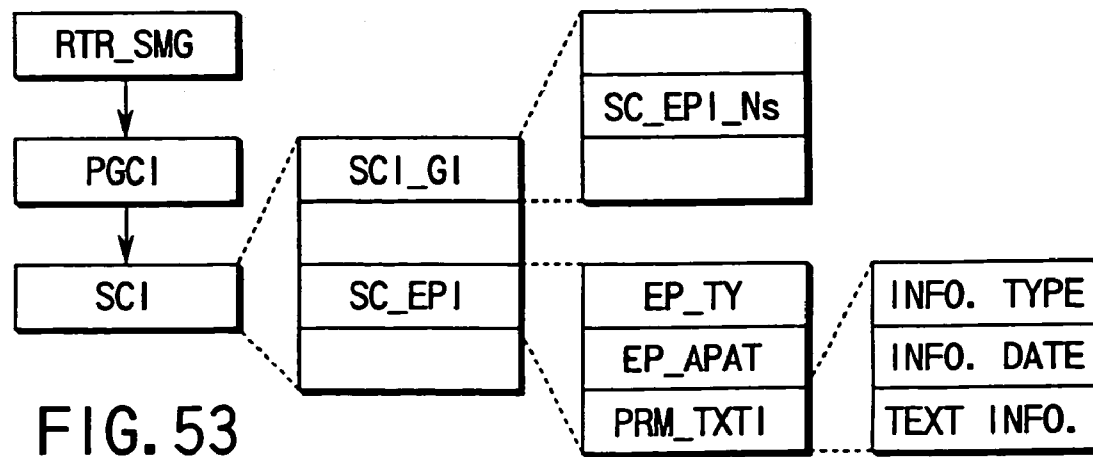 RTR_SMG
PGCI
SCI
SCI_GI
SC_EPI
SC_EPI_Ns
EP_TY
EP_APAT
PRM_TXTI
INFO. TYPE
INFO. DATE
TEXT INFO.
FIG. 53